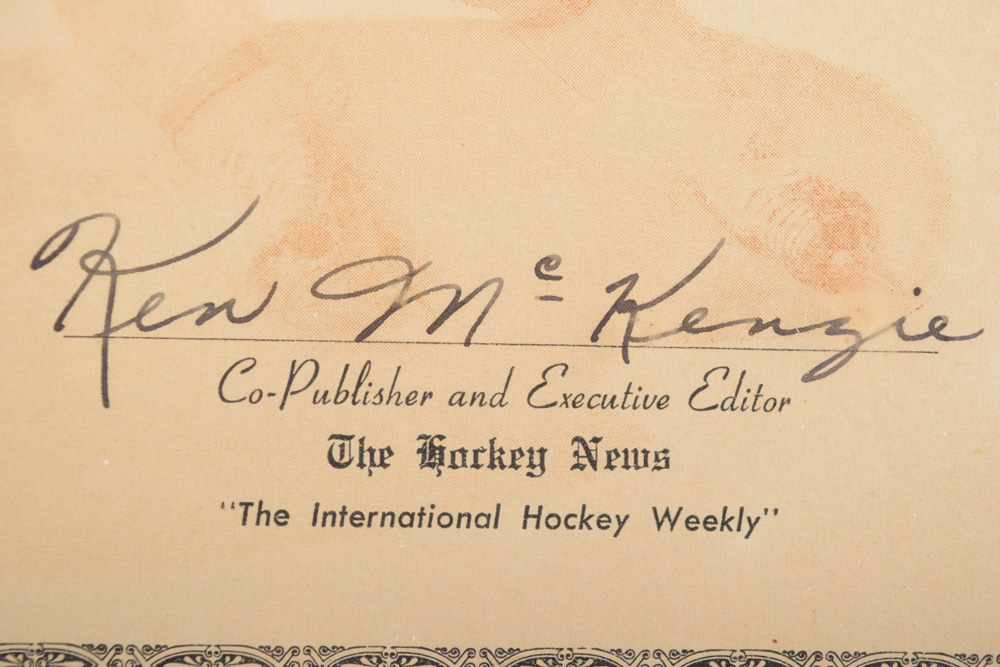 Ken McKenzie
Co-Publisher and Executive Editor
The Hockey News
"The International Hockey Weekly"